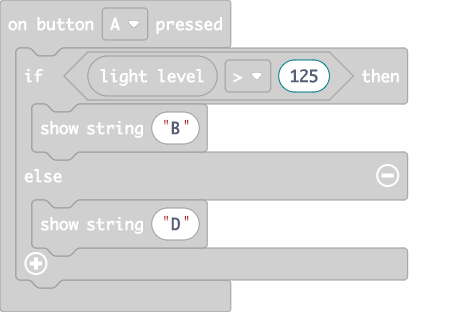 on button A pressed
if light level > 125 then
show string "B"
else
show string "D"